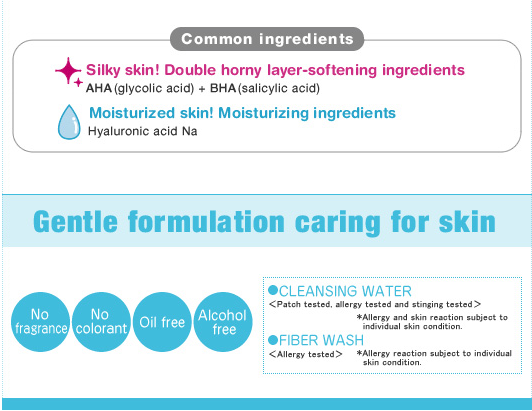 Common ingredients
Silky skin! Double horny layer-softening ingredients
AHA (glycolic acid) + BHA (salicylic acid)
Moisturized skin! Moisturizing ingredients
Hyaluronic acid Na
Gentle formulation caring for skin
No
fragrance
No
colorant
Oil free
Alcohol
free
●CLEANSING WATER
<Patch tested, allergy tested and stinging tested>
*Allergy and skin reaction subject to
individual skin condition.
●FIBER WASH
<Allergy tested> *Allergy reaction subject to individual
skin condition.